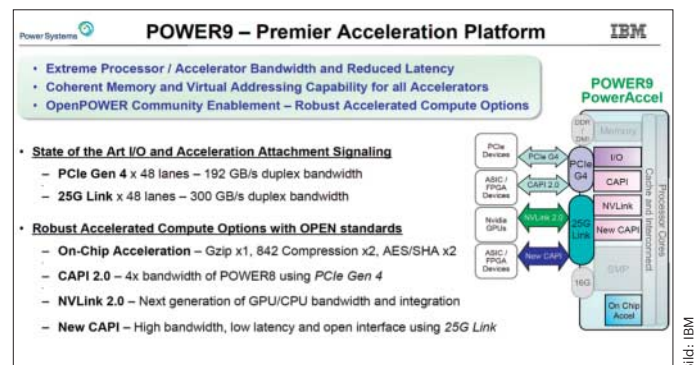 Power Systems
POWER9 – Premier Acceleration Platform
IBM
• Extreme Processor / Accelerator Bandwidth and Reduced Latency
• Coherent Memory and Virtual Addressing Capability for all Accelerators
• OpenPOWER Community Enablement – Robust Accelerated Compute Options
• State of the Art I/O and Acceleration Attachment Signaling
– PCIe Gen 4 x 48 lanes – 192 GB/s duplex bandwidth
– 25G Link x 48 lanes – 300 GB/s duplex bandwidth
• Robust Accelerated Compute Options with OPEN standards
– On-Chip Acceleration – Gzip x1, 842 Compression x2, AES/SHA x2
– CAPI 2.0 – 4x bandwidth of POWER8 using PCIe Gen 4
– NVLink 2.0 – Next generation of GPU/CPU bandwidth and integration
– New CAPI – High bandwidth, low latency and open interface using 25G Link
POWER9
PowerAccel
DDR
/
DMI
Memory
PCIe
Devices
PCIe G4
PCIe
G4
I/O
ASIC /
FPGA
Devices
CAPI 2.0
CAPI
Nvidia
GPUs
NVLink 2.0
25G
Link
NVLink
ASIC /
FPGA
Devices
New CAPI
New CAPI
SMP
16G
On Chip
Accel
Cache and Interconnect
Processor Cores
Bild: IBM